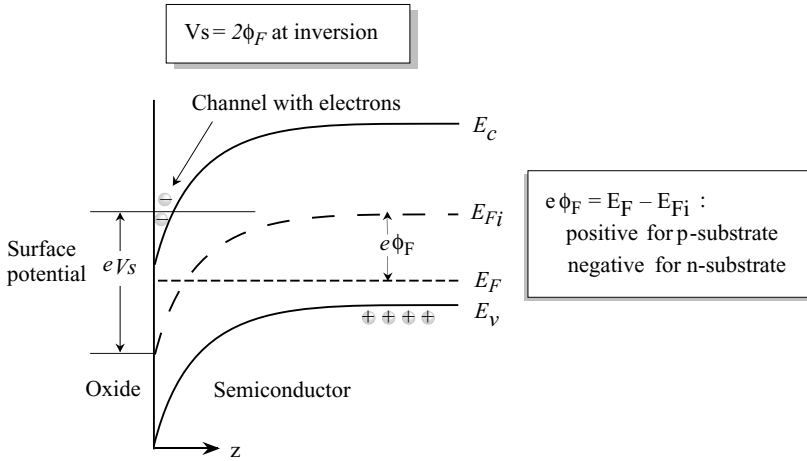 Vs = 2ϕF at inversion
Channel with electrons
Ec
EFi
eϕF
Surface
potential
eVs
EF
Ev
Oxide
Semiconductor
z
e ϕF = EF – EFi :
positive for p-substrate
negative for n-substrate